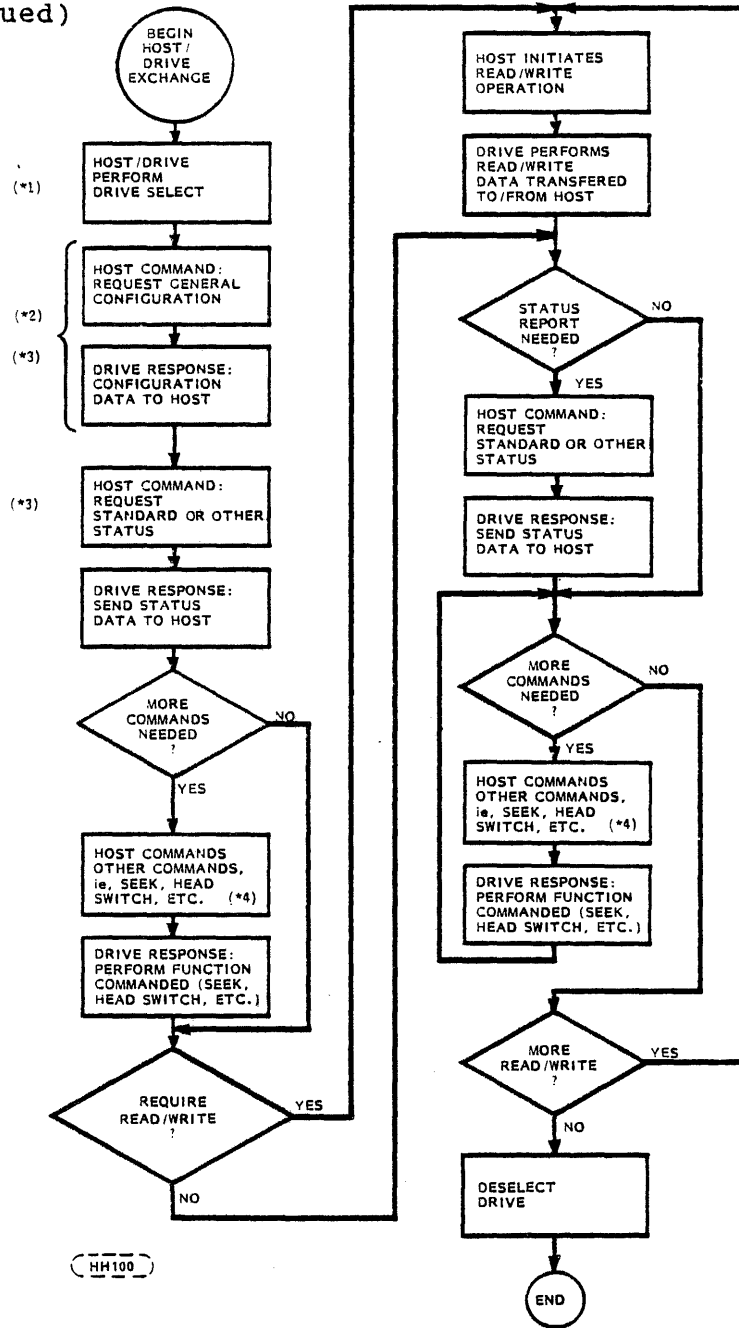 ued)
BEGIN
HOST/
DRIVE
EXCHANGE
(*1)
HOST/DRIVE
PERFORM
DRIVE SELECT
(*2)
(*3)
HOST COMMAND:
REQUEST GENERAL
CONFIGURATION
DRIVE RESPONSE:
CONFIGURATION
DATA TO HOST
(*3)
HOST COMMAND:
REQUEST
STANDARD OR OTHER
STATUS
DRIVE RESPONSE:
SEND STATUS
DATA TO HOST
MORE
COMMANDS
NEEDED
?
NO
YES
HOST COMMANDS
OTHER COMMANDS,
ie, SEEK, HEAD
SWITCH, ETC. (*4)
DRIVE RESPONSE:
PERFORM FUNCTION
COMMANDED (SEEK,
HEAD SWITCH, ETC.)
REQUIRE
READ/WRITE
?
YES
NO
HH100
HOST INITIATES
READ/WRITE
OPERATION
DRIVE PERFORMS
READ/WRITE
DATA TRANSFERED
TO/FROM HOST
STATUS
REPORT
NEEDED
?
NO
YES
HOST COMMAND:
REQUEST
STANDARD OR OTHER
STATUS
DRIVE RESPONSE:
SEND STATUS
DATA TO HOST
MORE
COMMANDS
NEEDED
?
NO
YES
HOST COMMANDS
OTHER COMMANDS,
ie, SEEK, HEAD
SWITCH, ETC. (*4)
DRIVE RESPONSE:
PERFORM FUNCTION
COMMANDED (SEEK,
HEAD SWITCH, ETC.)
MORE
READ/WRITE
?
YES
NO
DESELECT
DRIVE
END